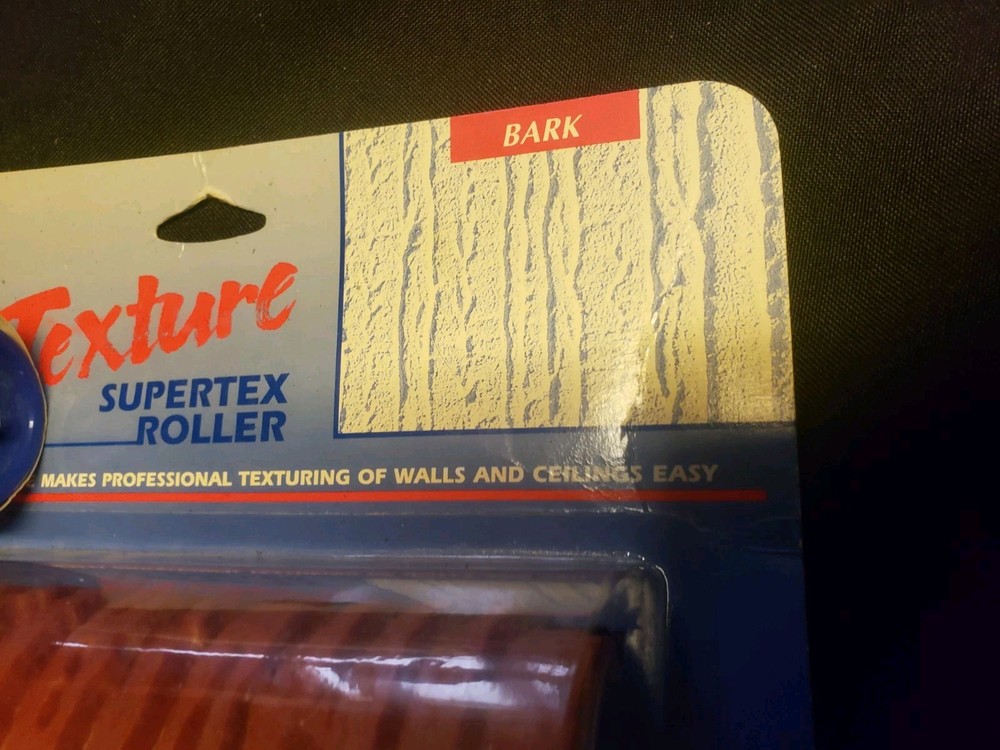 BARK
Texture
SUPERTEX
ROLLER
MAKES PROFESSIONAL TEXTURING OF WALLS AND CEILINGS EASY